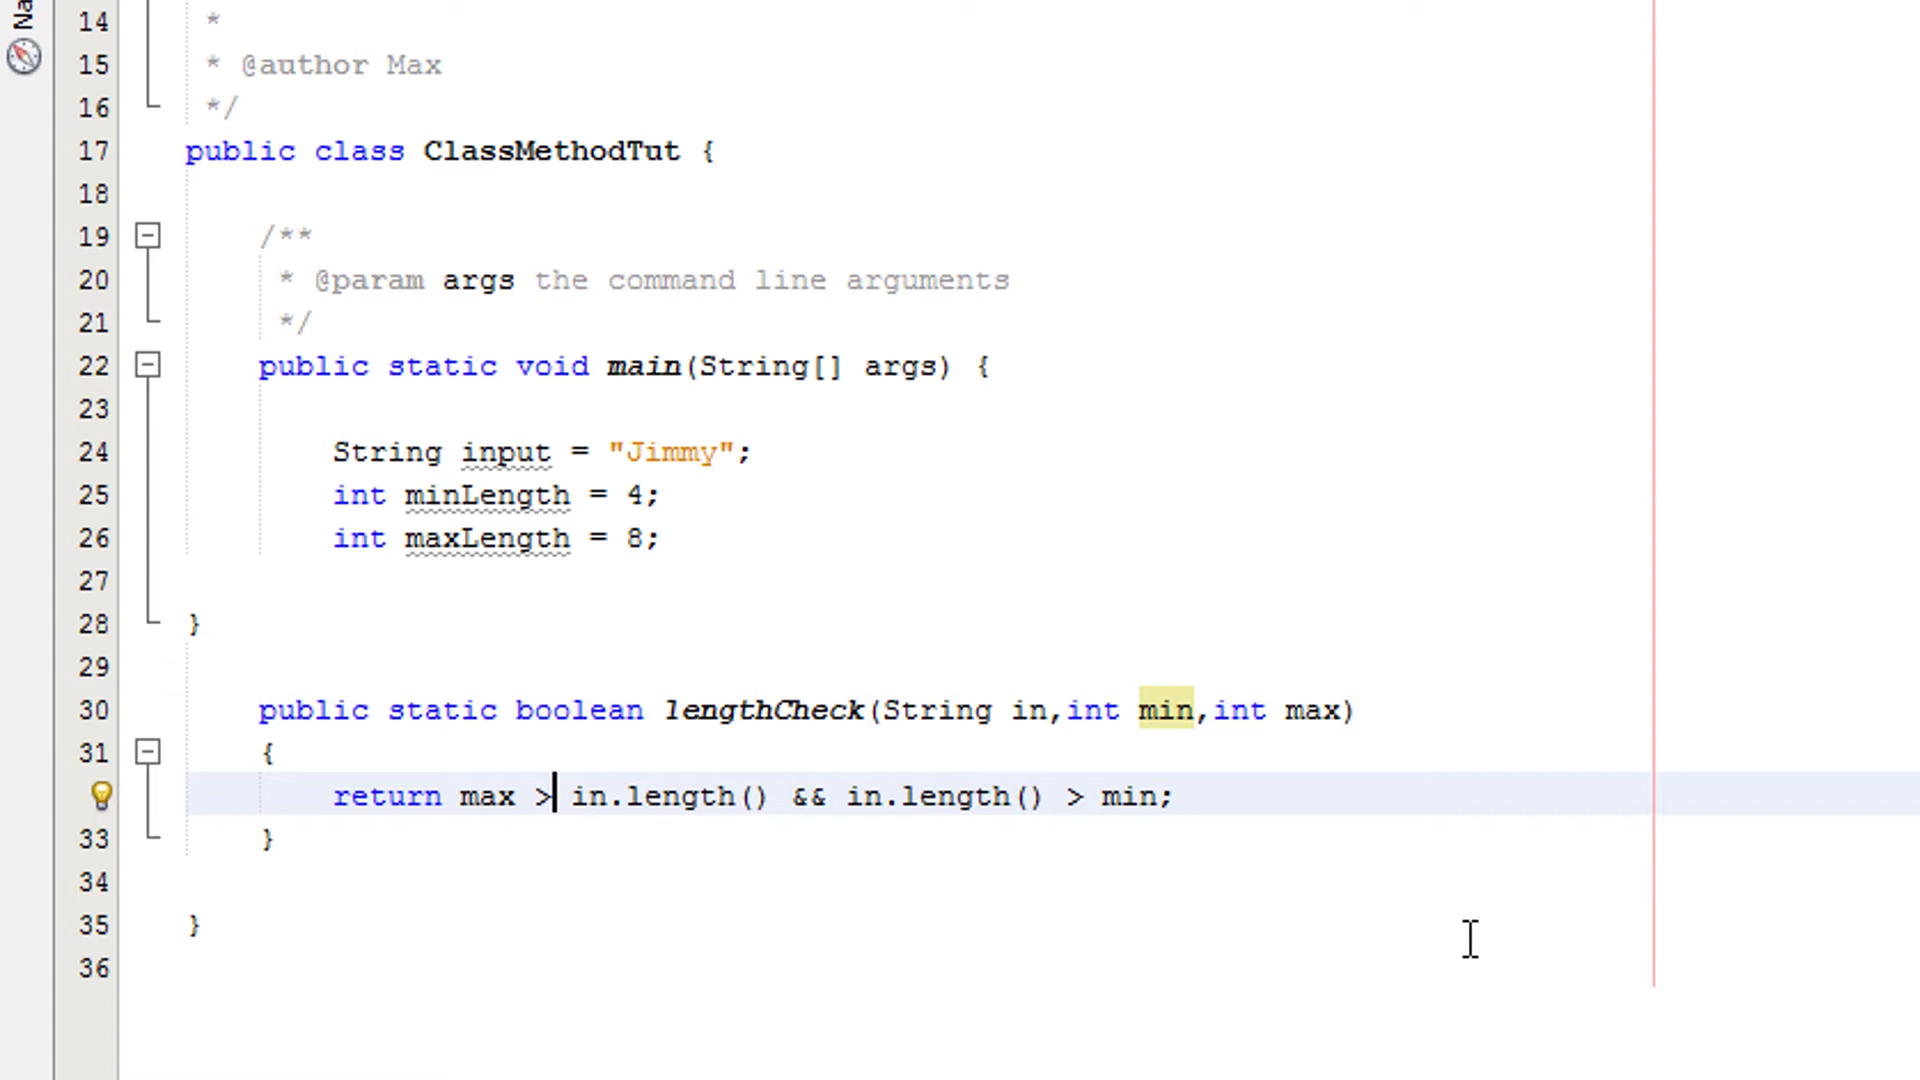 Na
14 *
15 * @author Max
16 */
17 public class ClassMethodTut {
18
19 /**
20 * @param args the command line arguments
21 */
22 public static void main(String[] args) {
23
24 String input = "Jimmy";
25 int minLength = 4;
26 int maxLength = 8;
27
28 }
29
30 public static boolean lengthCheck(String in,int min,int max)
31 {
return max > in.length() && in.length() > min;
33 }
34
35 }
36